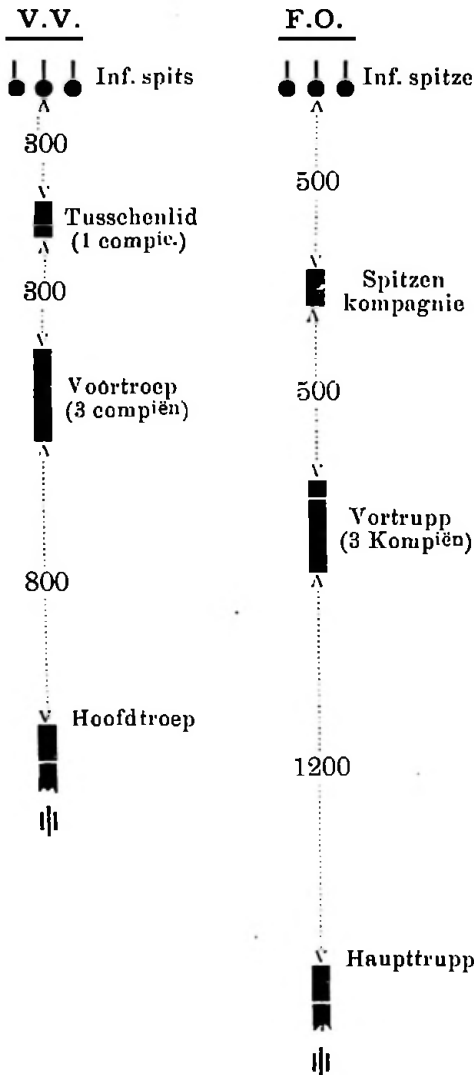 V.V.
Inf. spits
300
Tusschenlid
(1 compie.)
300
Voortroep
(3 compiën)
800
Hoofdtroep
F.O.
Inf. spitze
500
Spitzen
kompagnie
500
Vortrupp
(3 Kompiën)
1200
Haupttrupp